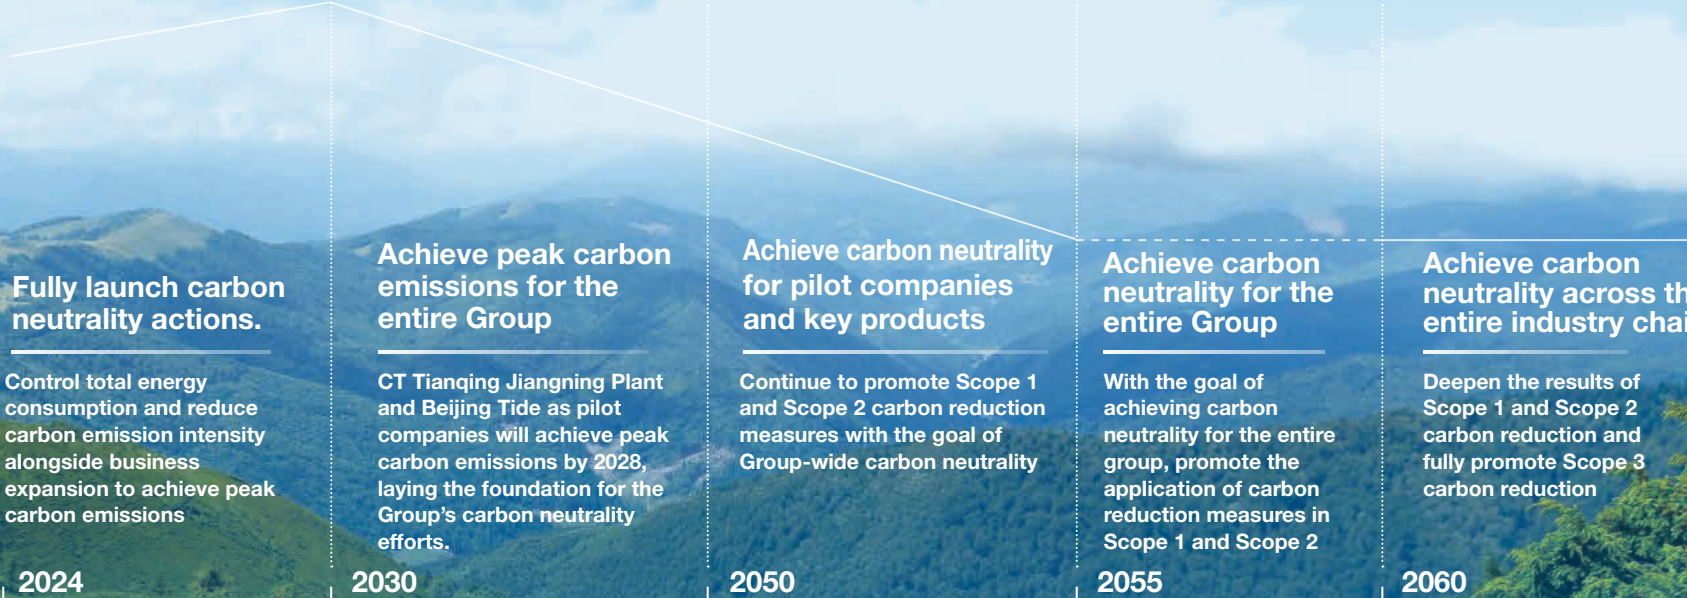 Fully launch carbon
neutrality actions.
Control total energy
consumption and reduce
carbon emission intensity
alongside business
expansion to achieve peak
carbon emissions
2024
Achieve peak carbon
emissions for the
entire Group
CT Tianqing Jiangning Plant
and Beijing Tide as pilot
companies will achieve peak
carbon emissions by 2028,
laying the foundation for the
Group's carbon neutrality
efforts.
2030
Achieve carbon neutrality
for pilot companies
and key products
Continue to promote Scope 1
and Scope 2 carbon reduction
measures with the goal of
Group-wide carbon neutrality
2050
Achieve carbon
neutrality for the
entire Group
With the goal of
achieving carbon
neutrality for the entire
group, promote the
application of carbon
reduction measures in
Scope 1 and Scope 2
2055
Achieve carbon
neutrality across
entire industry
Deepen the results of
Scope 1 and Scope 2
carbon reduction and
fully promote Scope 3
carbon reduction
2060